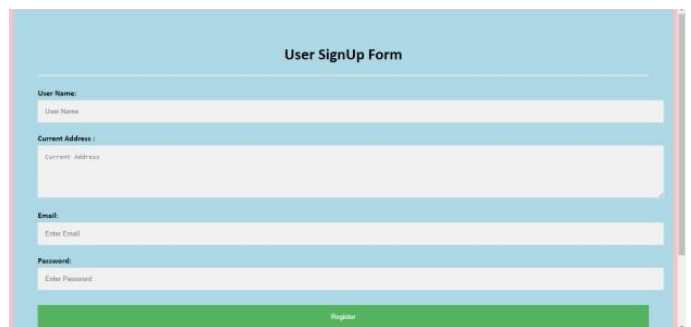 User SignUp Form
User Name:
User Name
Current Address :
Current Address
Email:
Enter Email
Password:
Enter Password
Register